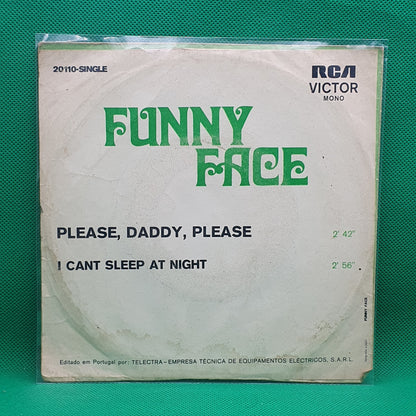 20110-SINGLE
RCA
VICTOR
MONO
FUNNY
FACE
PLEASE, DADDY, PLEASE 2' 42"
I CANT SLEEP AT NIGHT 2' 56"
FUNNY FACE
Editado em Portugal por: TELECTRA-EMPRESA TÉCNICA DE EQUIPAMENTOS ELÉCTRICOS, S.A.R.L.